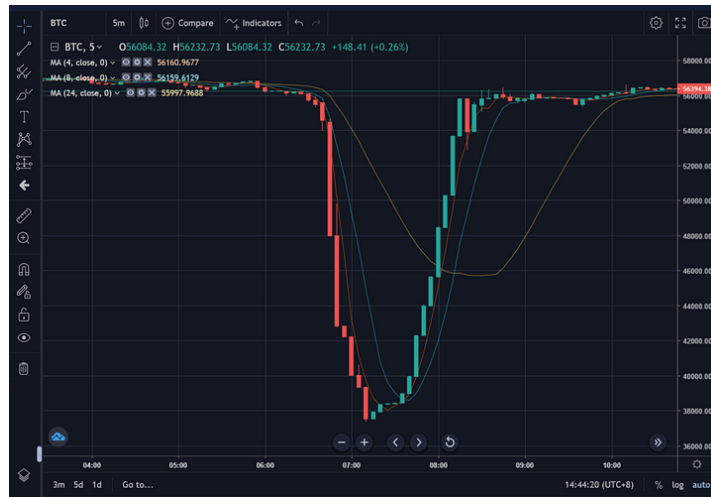 BTC 5m Compare Indicators
BTC, 5 O56084.32 H56232.73 L56084.32 C56232.73 +148.41 (+0.26%)
MA (4, close, 0) 56160.9677
MA (8, close, 0) 56159.6129
MA (24, close, 0) 55997.9688
58000.00
56394.38
56000.00
54000.00
52000.00
50000.00
48000.00
46000.00
44000.00
42000.00
40000.00
38000.00
36000.00
04:00 05:00 06:00 07:00 08:00 09:00 10:00
3m 5d 1d Go to... 14:44:20 (UTC+8) % log auto